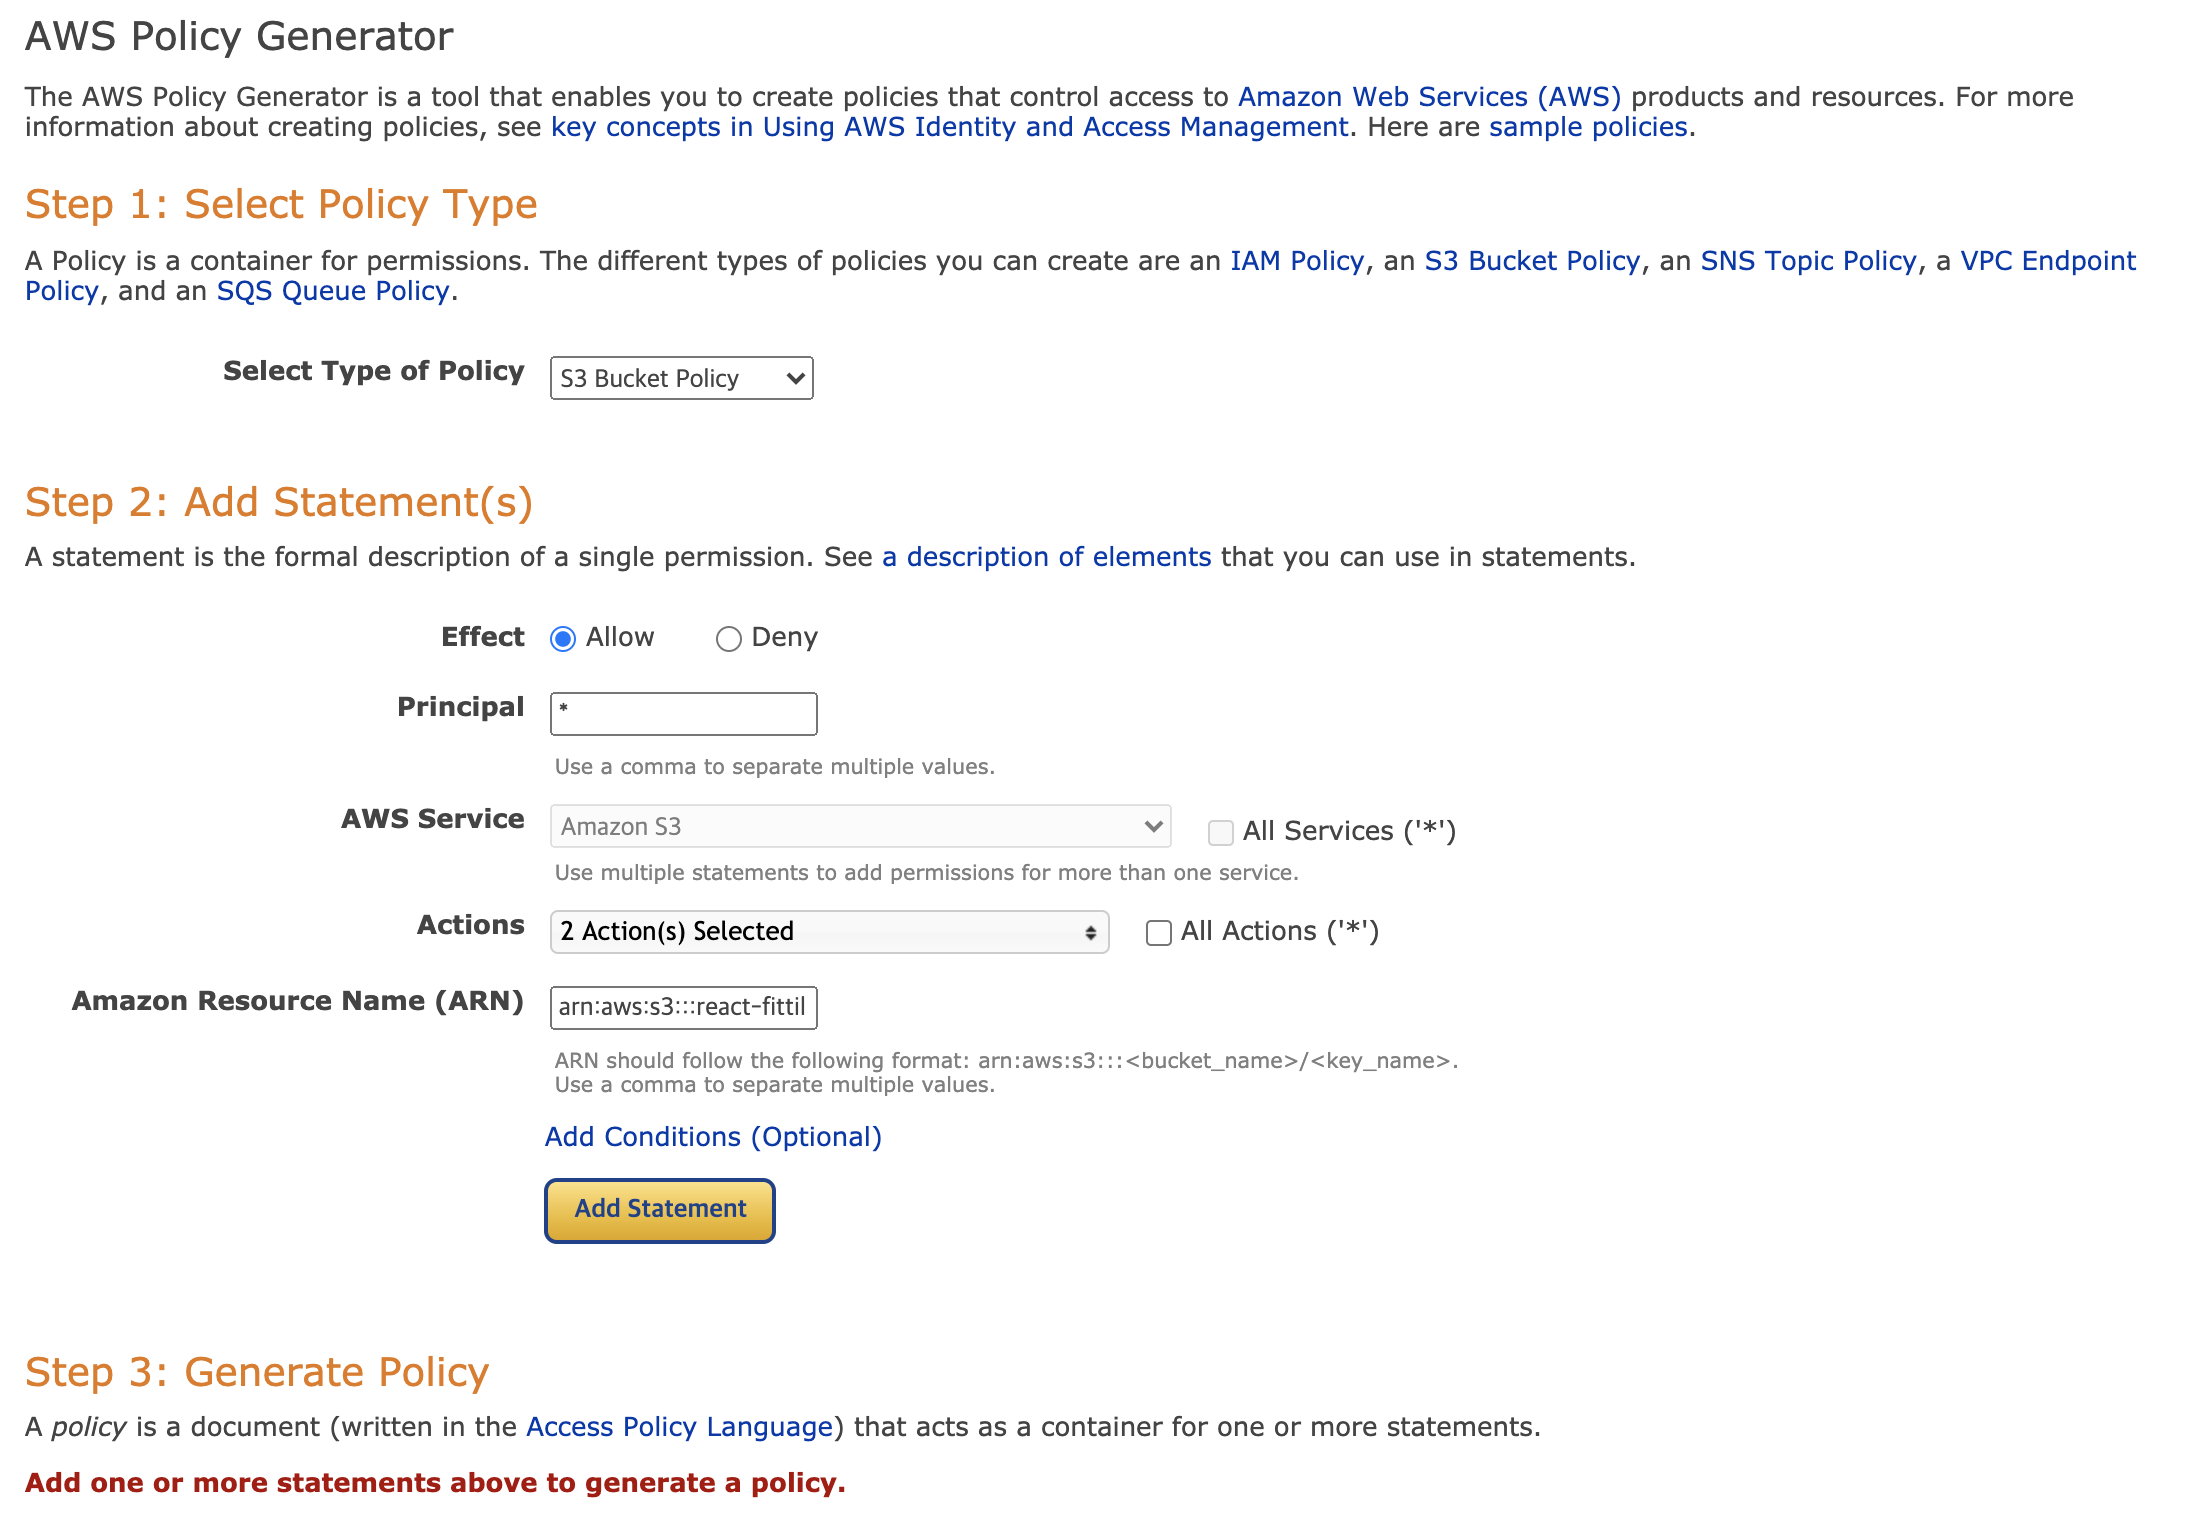 AWS Policy Generator
The AWS Policy Generator is a tool that enables you to create policies that control access to Amazon Web Services (AWS) products and resources. For more
information about creating policies, see key concepts in Using AWS Identity and Access Management. Here are sample policies.
Step 1: Select Policy Type
A Policy is a container for permissions. The different types of policies you can create are an IAM Policy, an S3 Bucket Policy, an SNS Topic Policy, a VPC Endpoint
Policy, and an SQS Queue Policy.
Select Type of Policy S3 Bucket Policy
Step 2: Add Statement(s)
A statement is the formal description of a single permission. See a description of elements that you can use in statements.
Effect Allow Deny
Principal *
Use a comma to separate multiple values.
AWS Service Amazon S3 All Services ('*')
Use multiple statements to add permissions for more than one service.
Actions 2 Action(s) Selected All Actions ('*')
Amazon Resource Name (ARN) arn:aws:s3:::react-fittil
ARN should follow the following format: arn:aws:s3:::<bucket_name>/<key_name>.
Use a comma to separate multiple values.
Add Conditions (Optional)
Add Statement
Step 3: Generate Policy
A policy is a document (written in the Access Policy Language) that acts as a container for one or more statements.
Add one or more statements above to generate a policy.